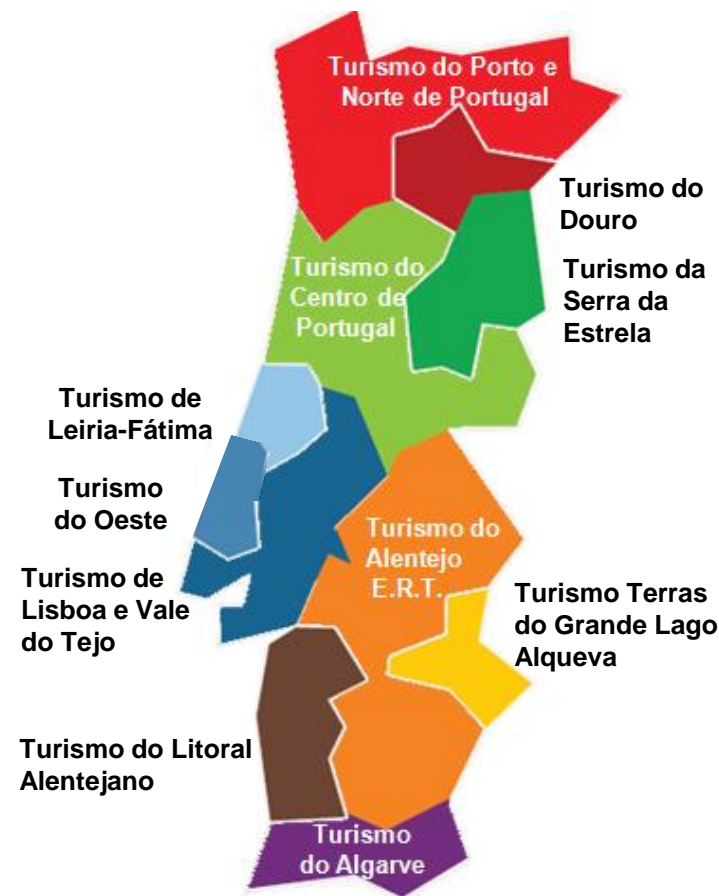 Turismo do Porto e
Norte de Portugal
Turismo do
Douro
Turismo da
Serra da
Estrela
Turismo do
Centro de
Portugal
Turismo de
Leiria-Fátima
Turismo
do Oeste
Turismo de
Lisboa e Vale
do Tejo
Turismo do
Alentejo
E.R.T.
Turismo Terras
do Grande Lago
Alqueva
Turismo do Litoral
Alentejano
Turismo
do Algarve